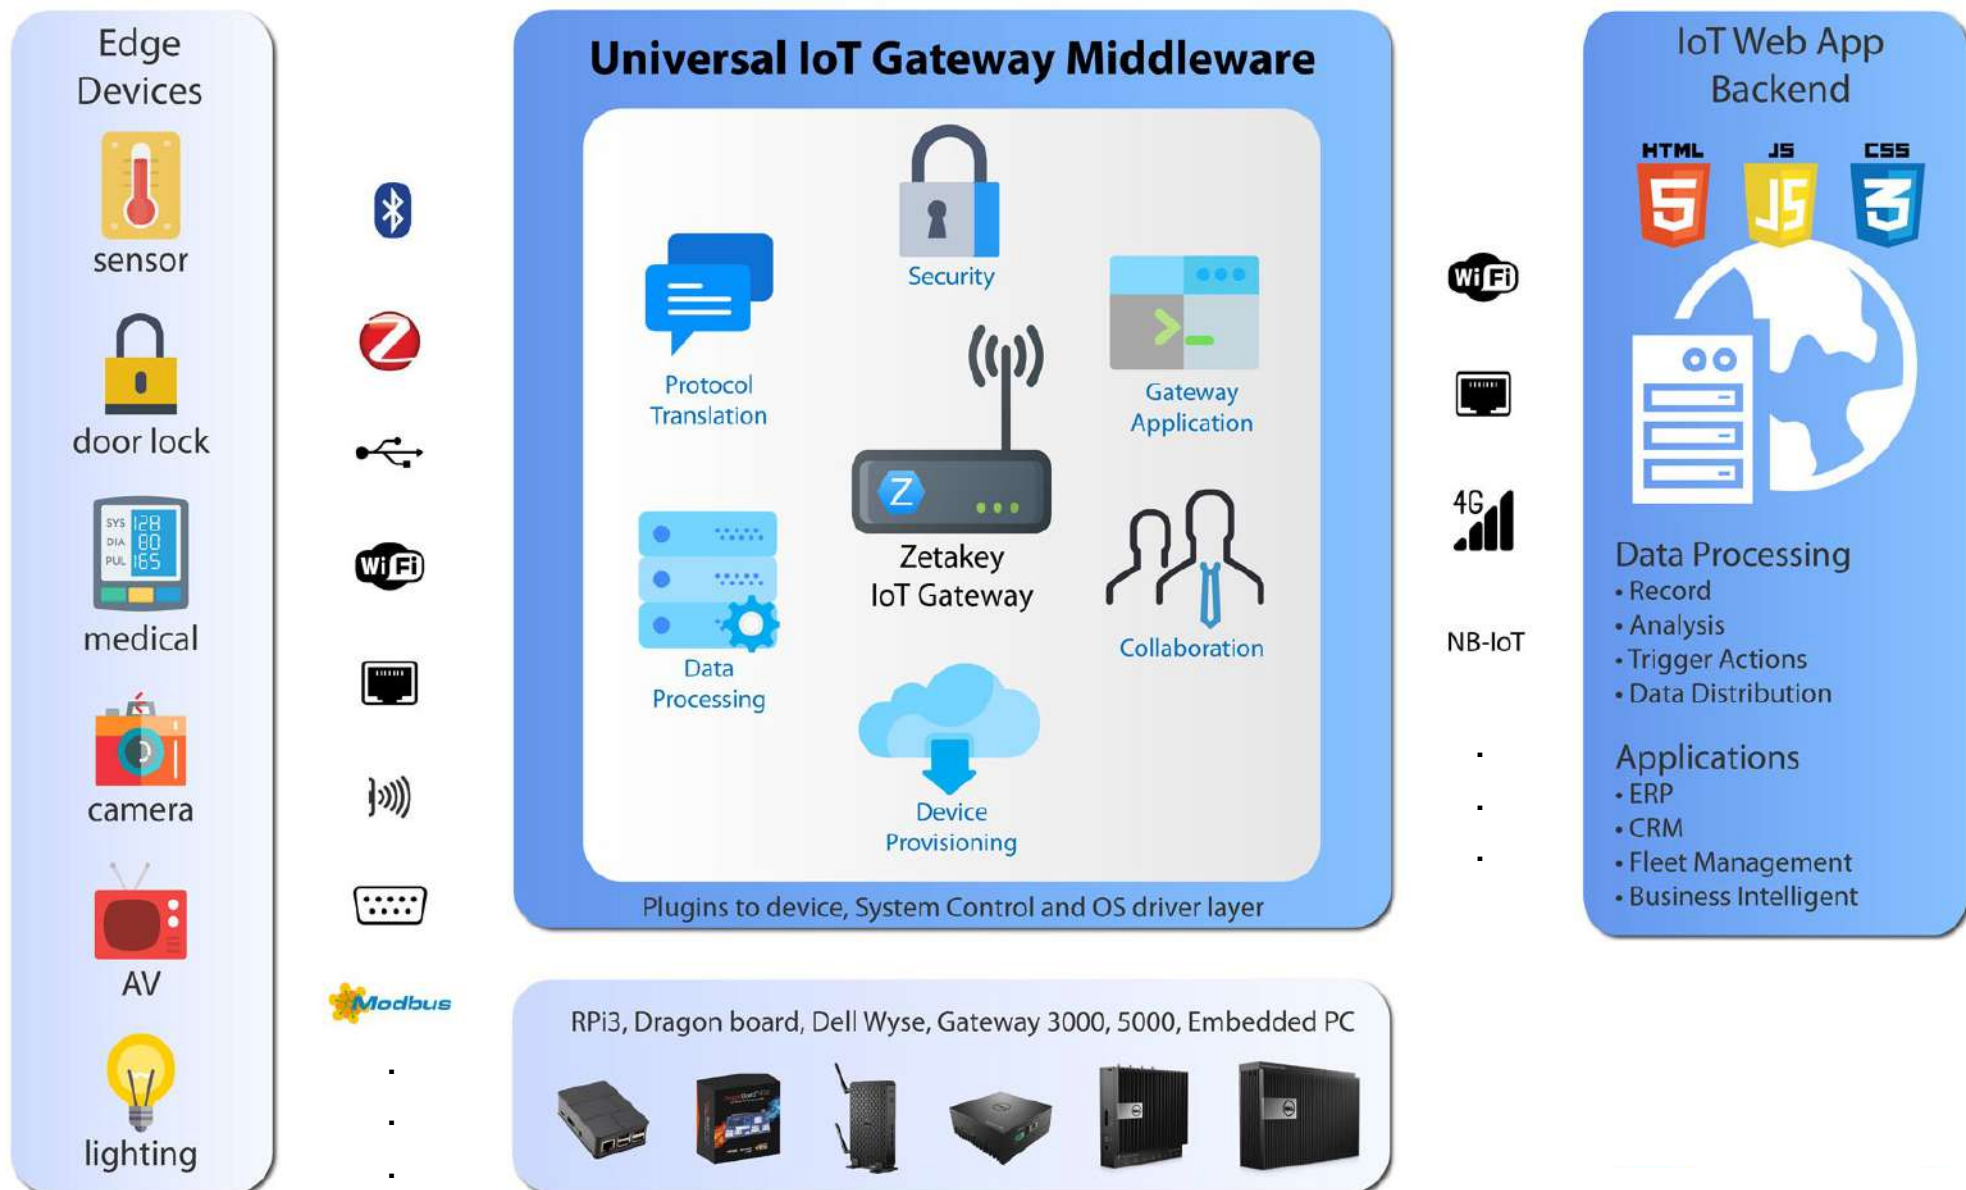 Edge
Devices
sensor
door lock
SYS 128
DIA 80
PUL 165
medical
camera
AV
lighting
Wi Fi
Modbus
.
.
.
Universal IoT Gateway Middleware
Security
Protocol
Translation
Gateway
Application
Z
Zetakey
IoT Gateway
Data
Processing
Collaboration
Device
Provisioning
Plugins to device, System Control and OS driver layer
RPi3, Dragon board, Dell Wyse, Gateway 3000, 5000, Embedded PC
Wi Fi
4G
NB-IoT
.
.
.
IoT Web App
Backend
HTML JS CSS
5 JS 3
Data Processing
• Record
• Analysis
• Trigger Actions
• Data Distribution
Applications
• ERP
• CRM
• Fleet Management
• Business Intelligent